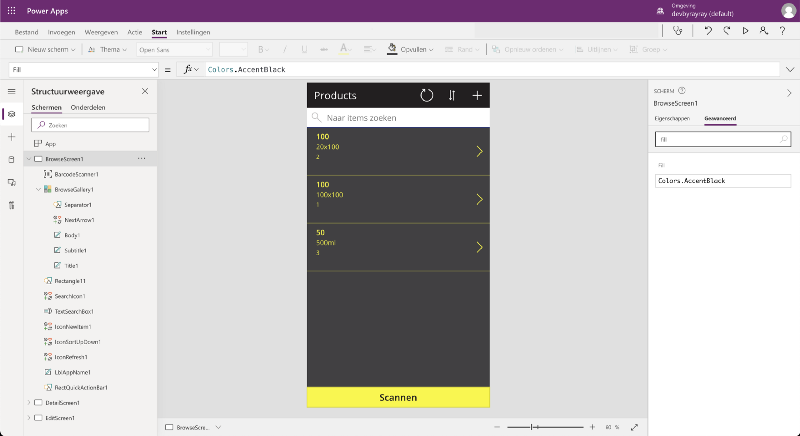 Power Apps
Omgeving
devbyrayray (default)
Bestand Invoegen Weergeven Actie Start Instellingen
Nieuw scherm Thema Open Sans B I U A Opvullen Rand Opnieuw ordenen Uitlijnen Groep
Fill = fx Colors.AccentBlack
Structuurweergave
Schermen Onderdelen
Zoeken
App
BrowseScreen1
BarcodeScanner1
BrowseGallery1
Separator1
NextArrow1
Body1
Subtitle1
Title1
Rectangle11
SearchIcon1
TextSearchBox1
IconNewItem1
IconSortUpDown1
IconRefresh1
LblAppName1
RectQuickActionBar1
DetailScreen1
EditScreen1
Products
Naar items zoeken
100
20x100
2
100
100x100
1
50
500ml
3
Scannen
BrowseScre...
60 %
SCHERM
BrowseScreen1
Eigenschappen Geavanceerd
fill
Fill
Colors.AccentBlack